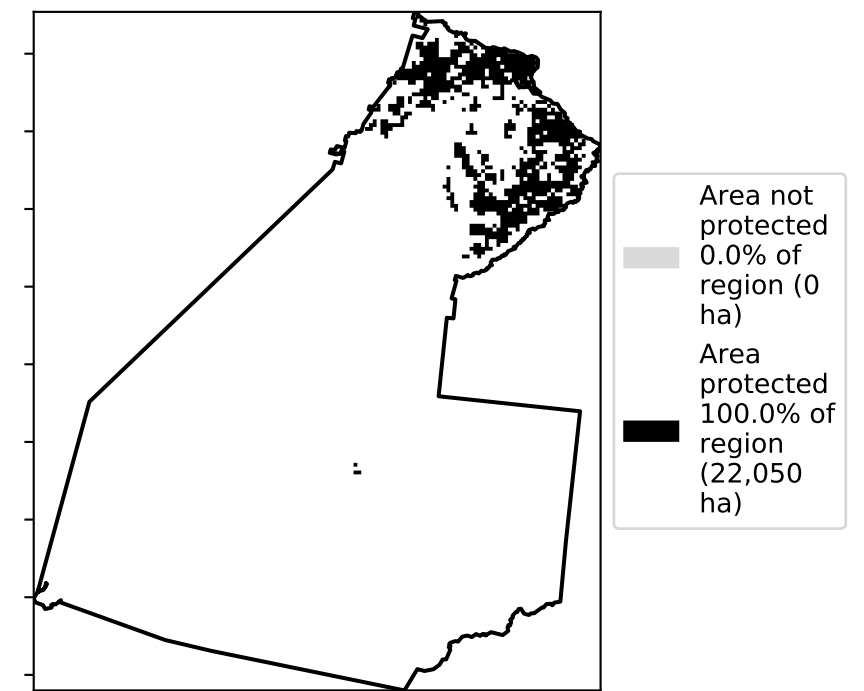 Area not
protected
0.0% of
region (0
ha)
Area
protected
100.0% of
region
(22,050
ha)